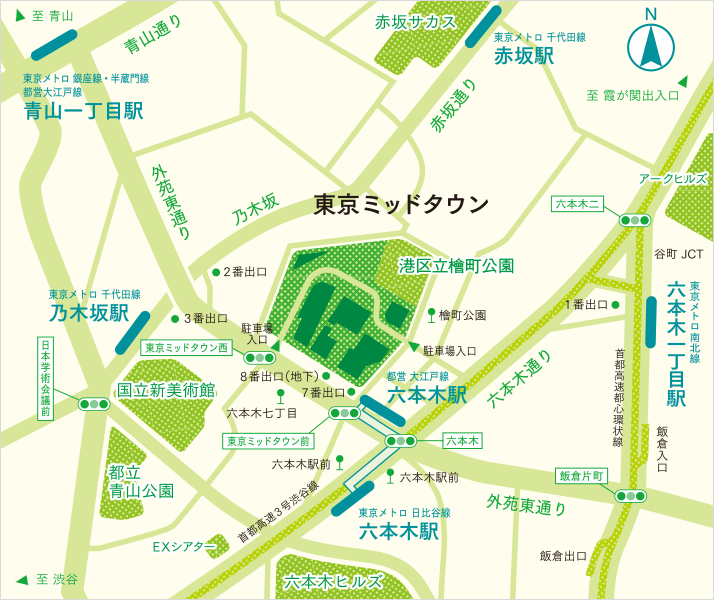 至 青山
青山通り
赤坂サカス
東京メトロ 千代田線
赤坂駅
N
東京メトロ 銀座線・半蔵門線
都営大江戸線
青山一丁目駅
赤坂通り
至 霞が関出入口
外苑東通り
乃木坂
東京ミッドタウン
アークヒルズ
六本木二
谷町 JCT
港区立檜町公園
2番出口
東京メトロ 千代田線
乃木坂駅
3番出口
駐車場
入口
檜町公園
1番出口
東京メトロ南北線
六本木一丁目駅
東京ミッドタウン西
駐車場入口
日本学術会議前
国立新美術館
8番出口(地下)
7番出口
都営 大江戸線
六本木駅
六本木通り
首都高速都心環状線
六本木七丁目
東京ミッドタウン前
六本木
飯倉入口
都立
青山公園
六本木駅前
六本木駅前
飯倉片町
首都高速3号渋谷線
外苑東通り
東京メトロ 日比谷線
六本木駅
EXシアター
飯倉出口
至 渋谷
六本木ヒルズ